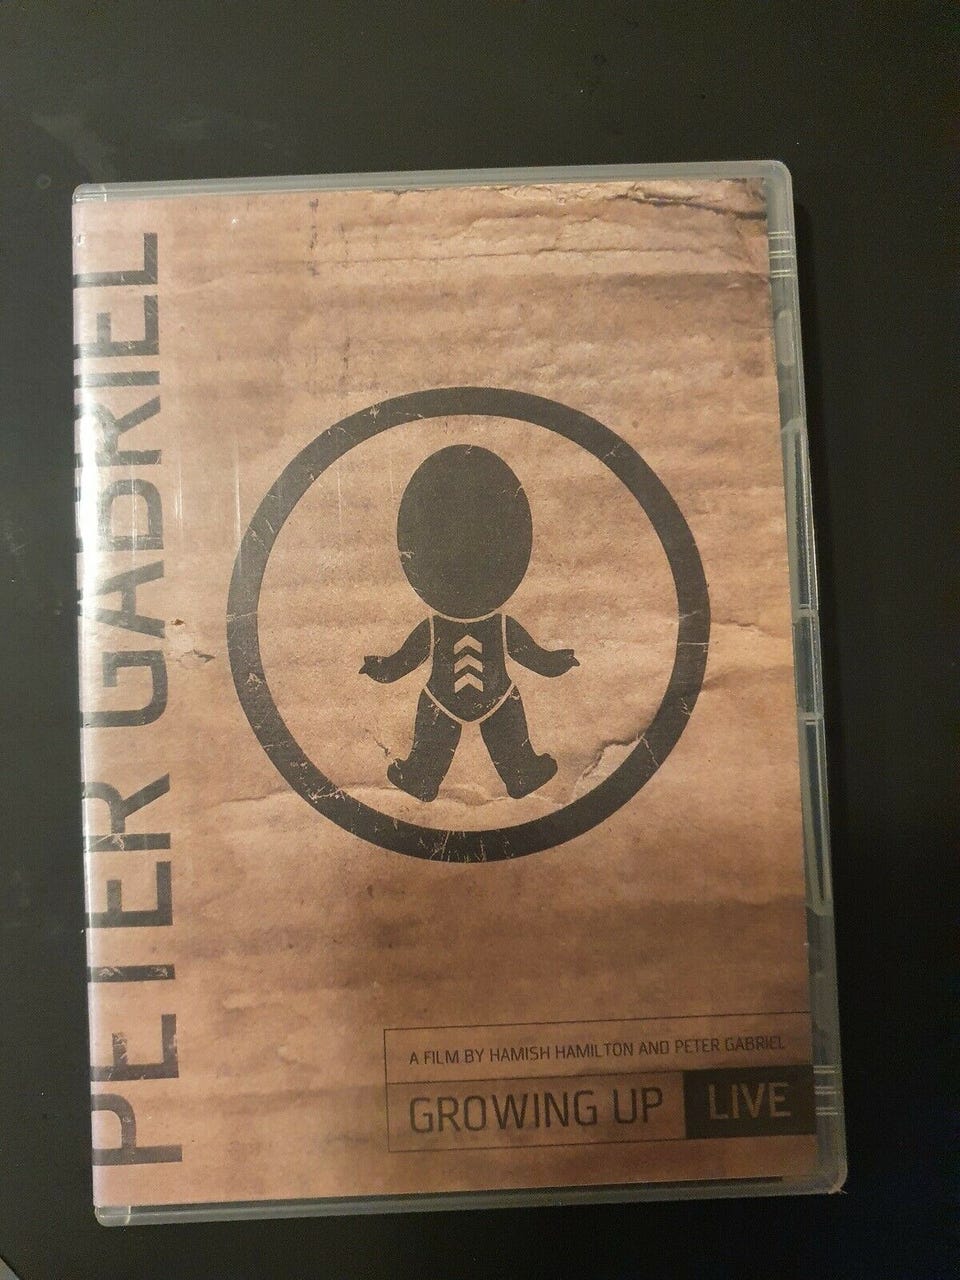 PETER GABRIEL
A FILM BY HAMISH HAMILTON AND PETER GABRIEL
GROWING UP LIVE